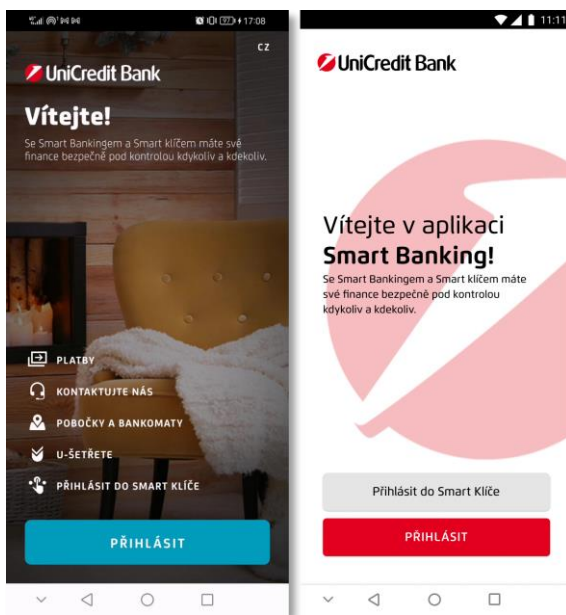 97 17:08
CZ
UniCredit Bank
Vítejte!
Se Smart Bankingem a Smart klíčem máte své
finance bezpečně pod kontrolou kdykoliv a kdekoliv.
PLATBY
KONTAKTUJTE NÁS
POBOČKY A BANKOMATY
U-ŠETŘETE
PŘIHLÁSIT DO SMART KLÍČE
PŘIHLÁSIT
11:11
UniCredit Bank
Vítejte v aplikaci
Smart Banking!
Se Smart Bankingem a Smart klíčem máte
své finance bezpečně pod kontrolou
kdykoliv a kdekoliv.
Přihlásit do Smart Klíče
PŘIHLÁSIT